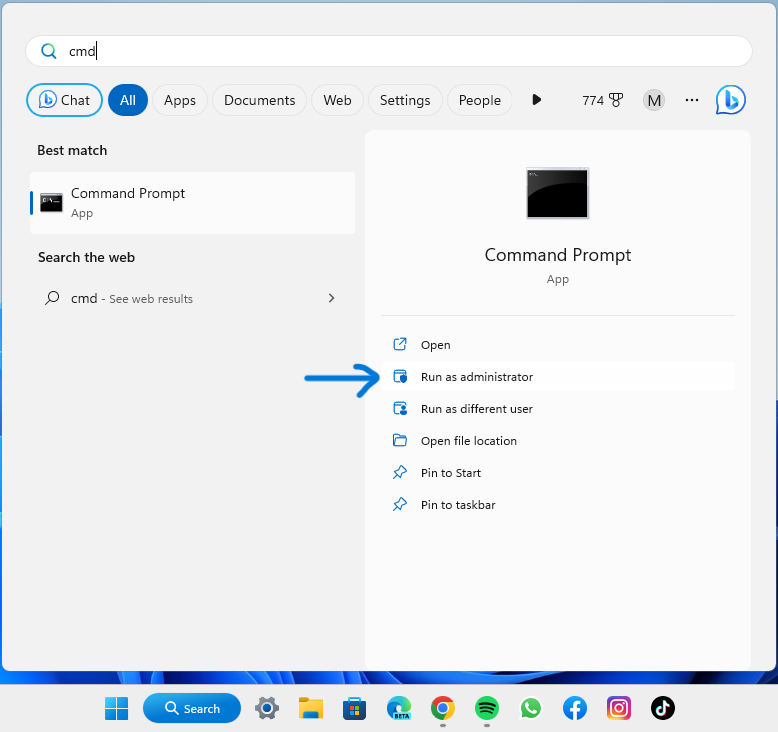 cmd
Chat
All
Apps
Documents
Web
Settings
People
774
M
Best match
Command Prompt
App
Search the web
cmd - See web results
Command Prompt
App
Open
Run as administrator
Run as different user
Open file location
Pin to Start
Pin to taskbar
Search
BETA